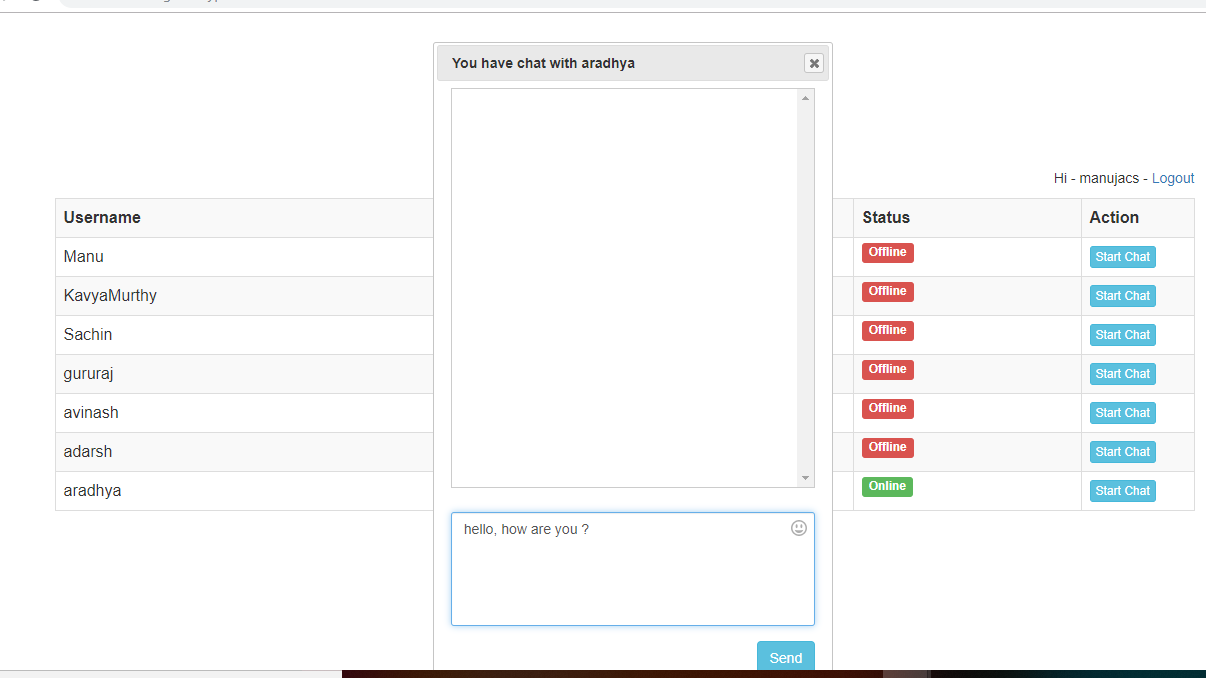 You have chat with aradhya
Hi - manujacs - Logout
Username Status Action
Manu Offline Start Chat
KavyaMurthy Offline Start Chat
Sachin Offline Start Chat
gururaj Offline Start Chat
avinash Offline Start Chat
adarsh Offline Start Chat
aradhya Online Start Chat
hello, how are you ?
Send